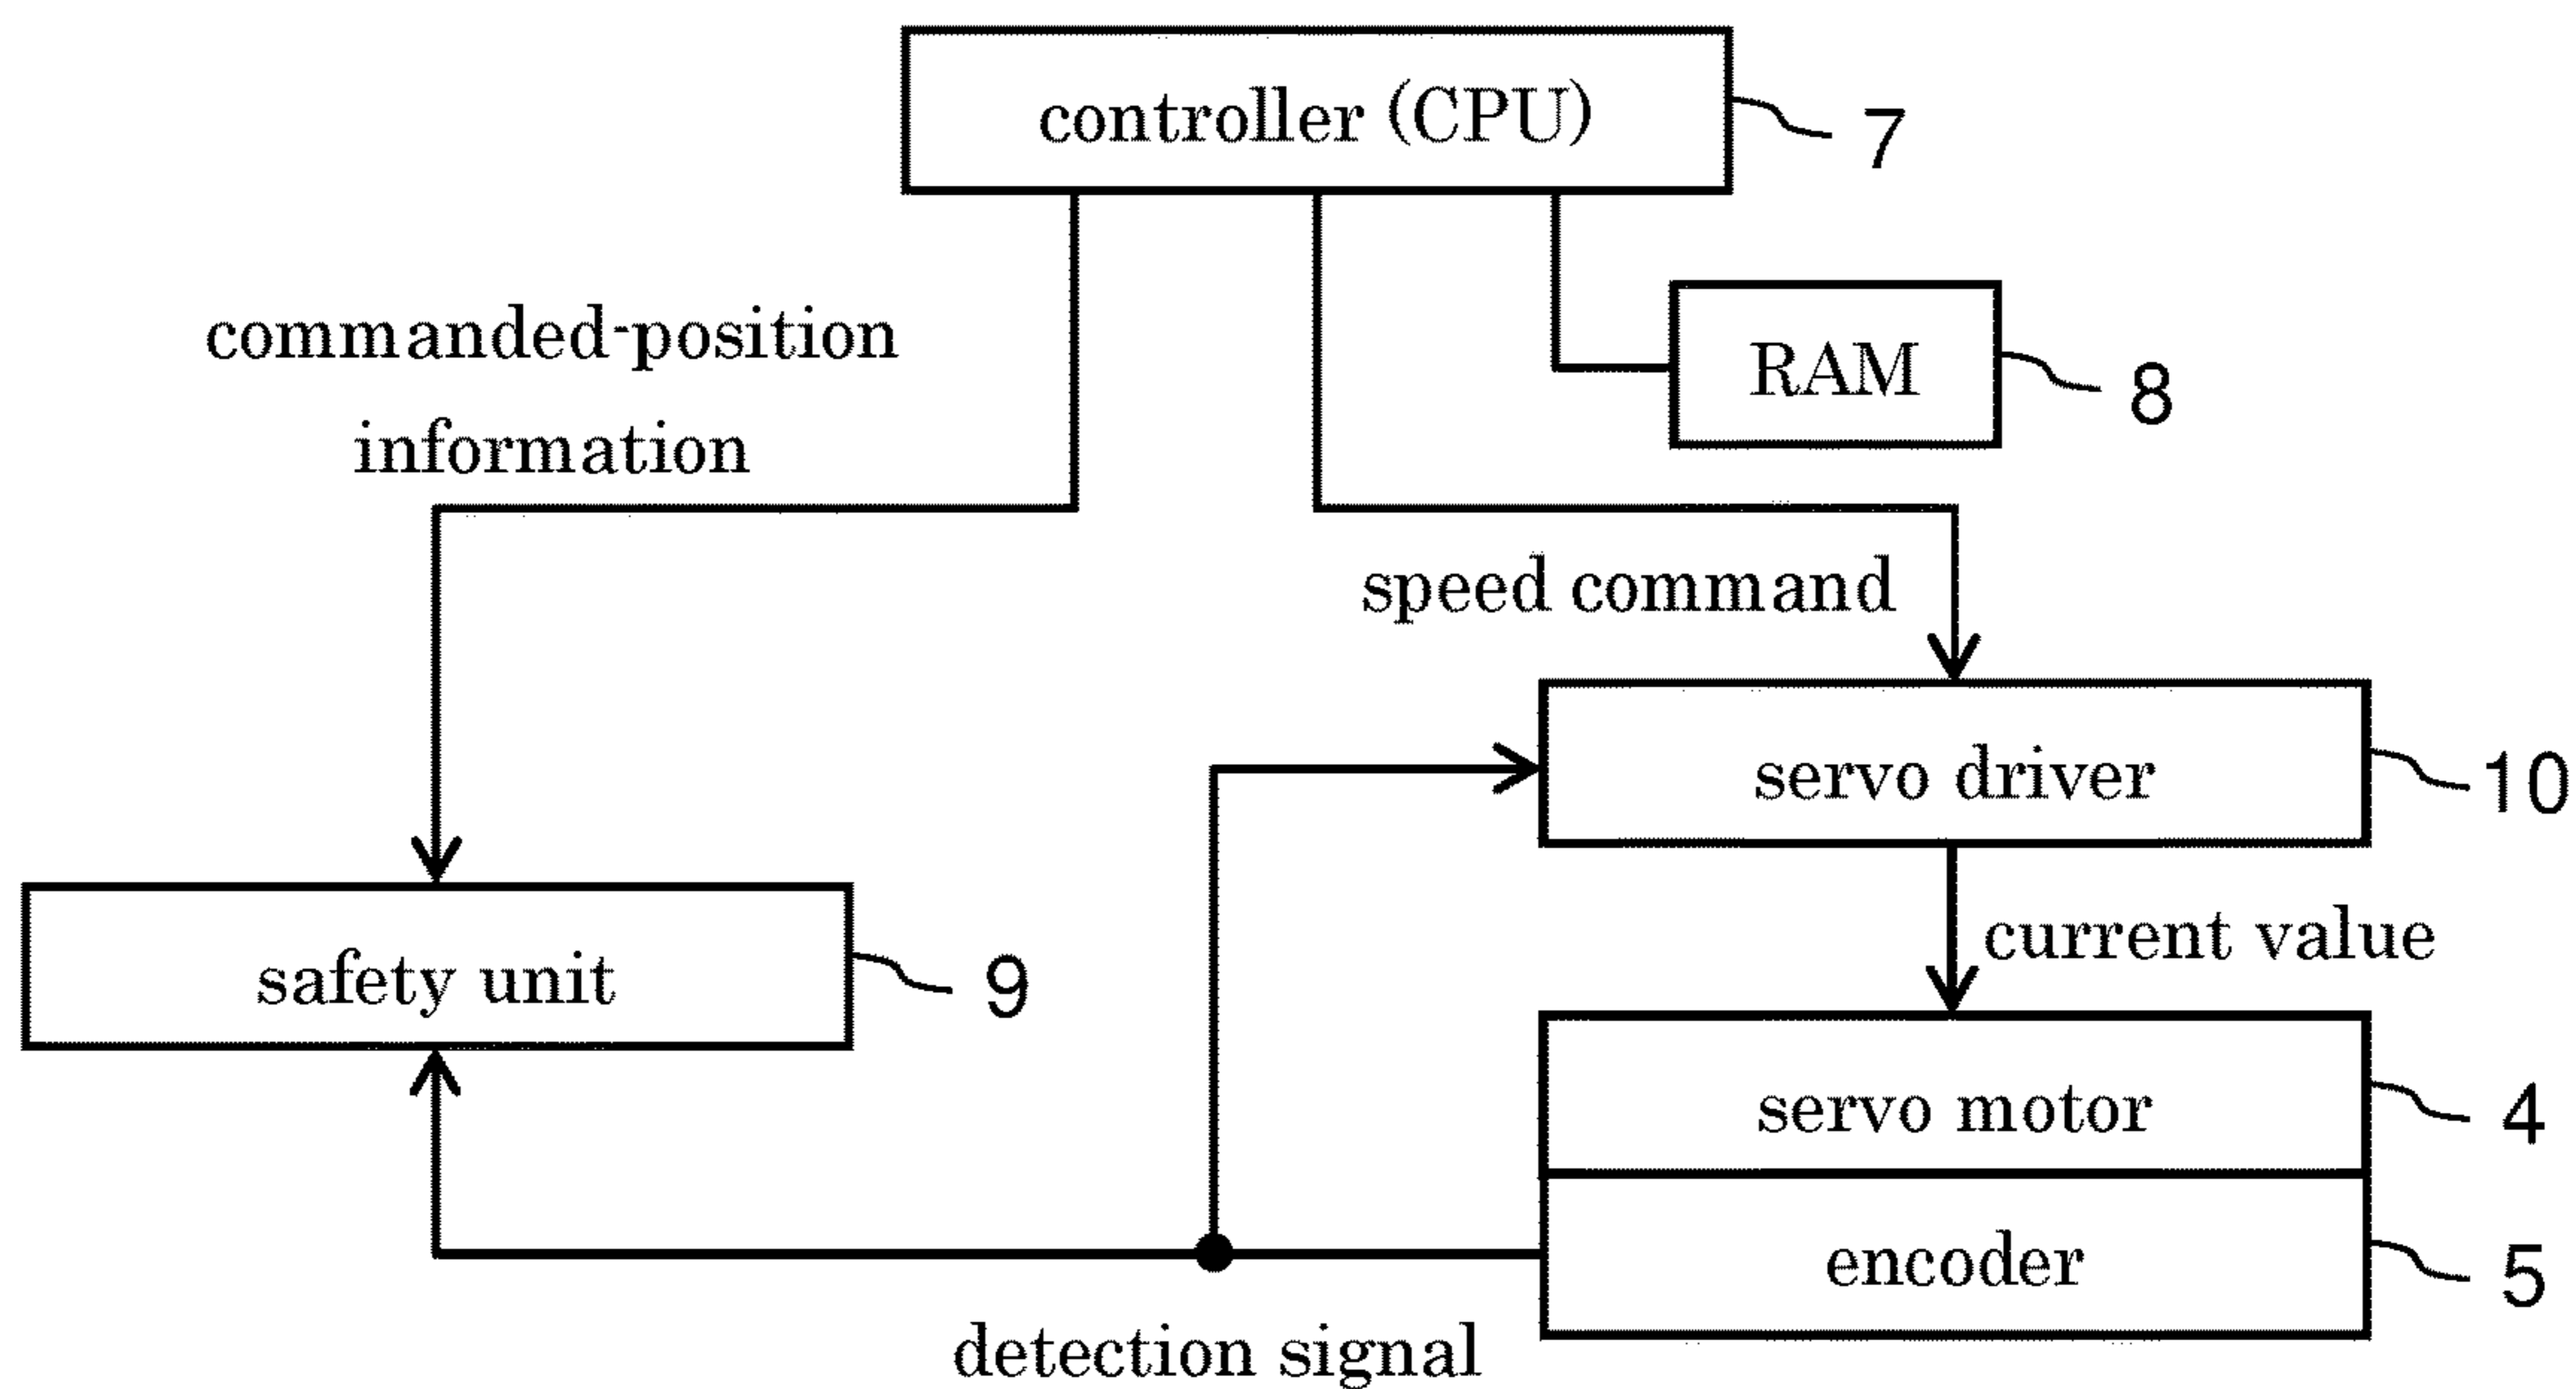 controller (CPU)
7
commanded-position
information
RAM
8
speed command
servo driver
10
current value
safety unit
9
servo motor
4
encoder
5
detection signal